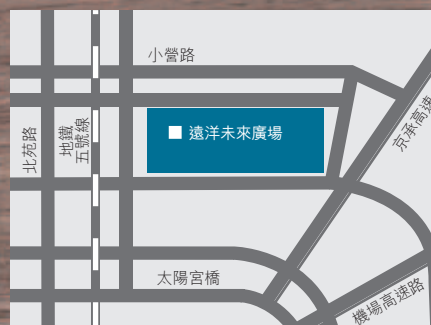 小營路
遠洋未來廣場
北苑路
地鐵
五號線
京承高速
太陽宮橋
機場高速路